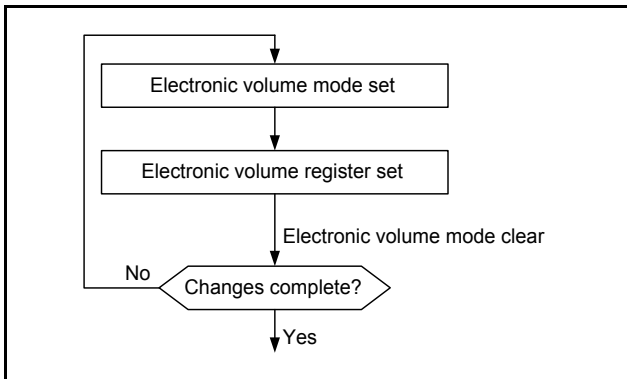 Electronic volume mode set
Electronic volume register set
Electronic volume mode clear
No
Changes complete?
Yes